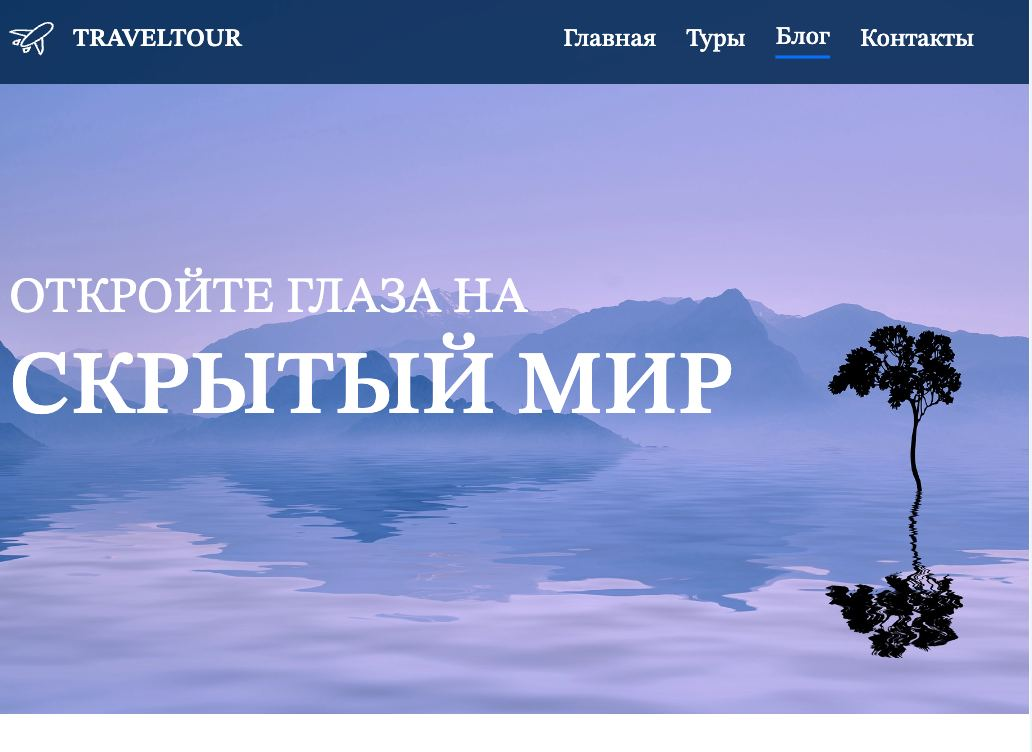 TRAVELTOUR
Главная Туры Блог Контакты
ОТКРОЙТЕ ГЛАЗА НА
СКРЫТЫЙ МИР